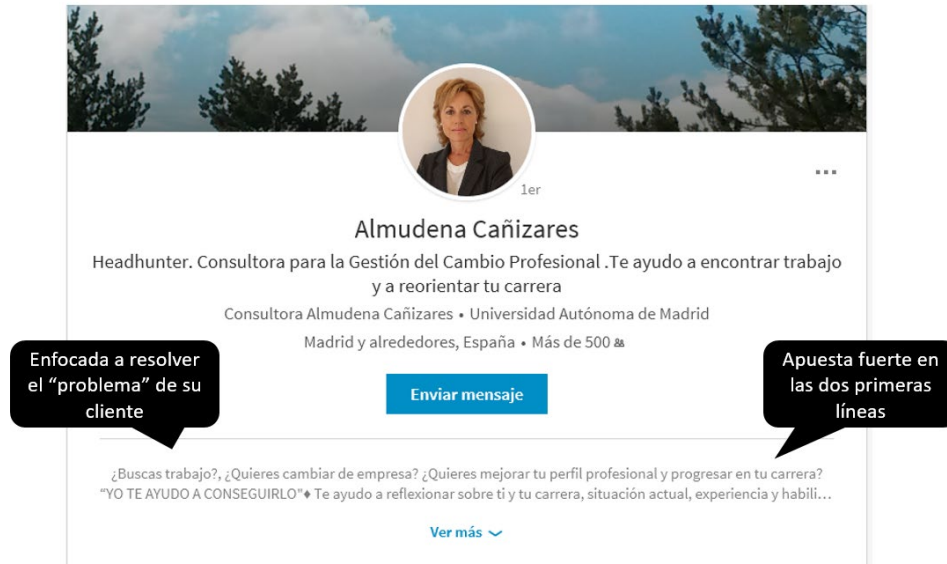 1er
Almudena Cañizares
Headhunter. Consultora para la Gestión del Cambio Profesional .Te ayudo a encontrar trabajo
y a reorientar tu carrera
Consultora Almudena Cañizares • Universidad Autónoma de Madrid
Madrid y alrededores, España • Más de 500
Enfocada a resolver
el “problema” de su
cliente
Enviar mensaje
Apuesta fuerte en
las dos primeras
líneas
¿Buscas trabajo?, ¿Quieres cambiar de empresa? ¿Quieres mejorar tu perfil profesional y progresar en tu carrera?
"YO TE AYUDO A CONSEGUIRLO"♦ Te ayudo a reflexionar sobre ti y tu carrera, situación actual, experiencia y habili...
Ver más